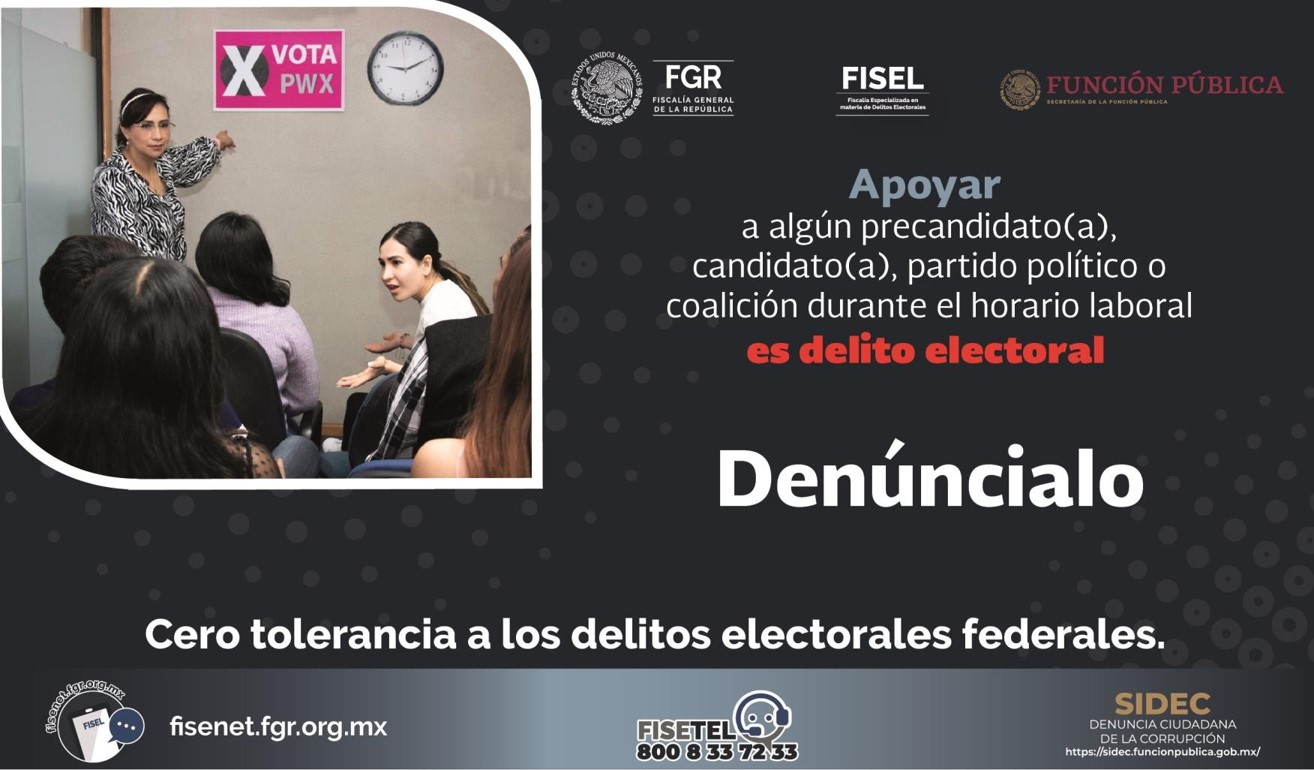 X VOTA
PWX
ESTADOS UNIDOS MEXICANOS
FGR
FISCALÍA GENERAL
DE LA REPÚBLICA
FISEL
Fiscalía Especializada en
materia de Delitos Electorales
FUNCIÓN PÚBLICA
SECRETARÍA DE LA FUNCIÓN PÚBLICA
Apoyar
a algún precandidato(a),
candidato(a), partido político o
coalición durante el horario laboral
es delito electoral
Denúncialo
Cero tolerancia a los delitos electorales federales.
fisenet.fgr.org.mx
FISEL
fisenet.fgr.org.mx
FISETEL
800 8 33 72 33
SIDEC
DENUNCIA CIUDADANA
DE LA CORRUPCIÓN
https://sidec.funcionpublica.gob.mx/